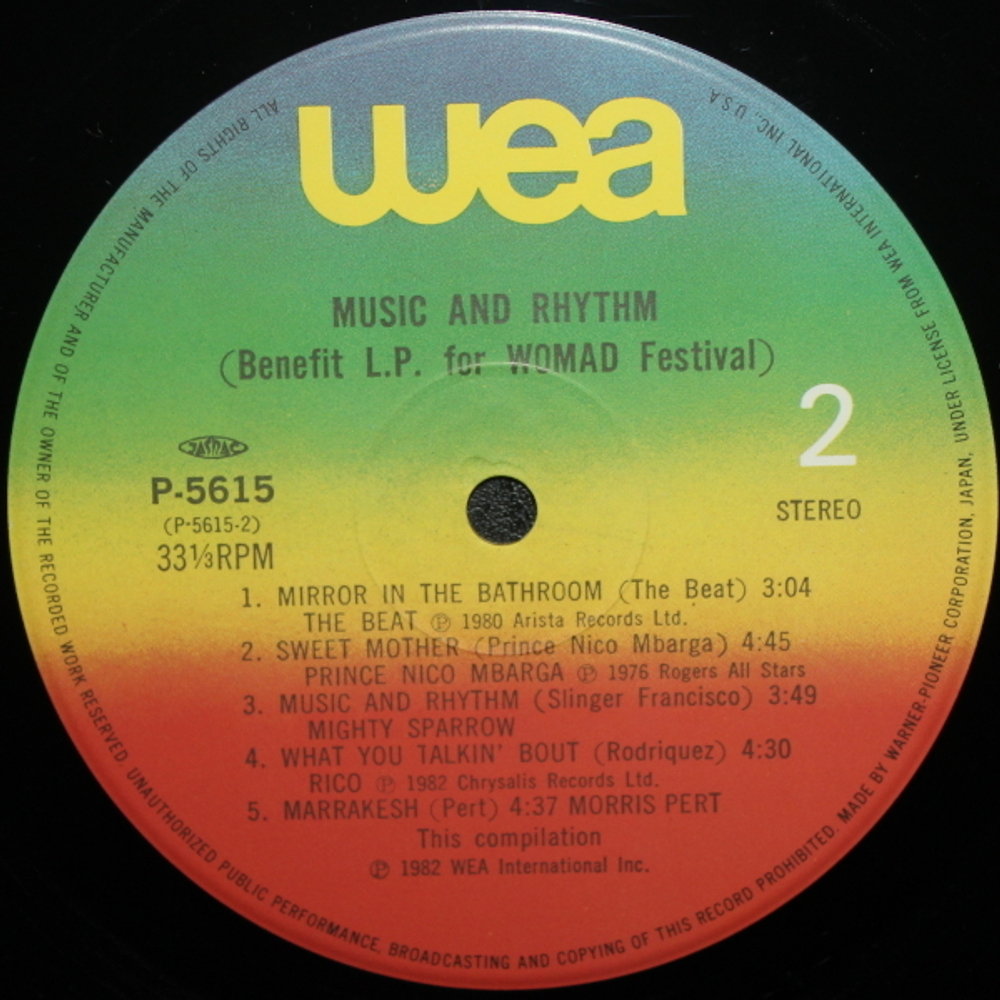 wea
MUSIC AND RHYTHM
(Benefit L.P. for WOMAD Festival)
2
JASRAC
P-5615
(P-5615-2)
33⅓RPM
STEREO
1. MIRROR IN THE BATHROOM (The Beat) 3:04
THE BEAT ℗ 1980 Arista Records Ltd.
2. SWEET MOTHER (Prince Nico Mbarga) 4:45
PRINCE NICO MBARGA ℗ 1976 Rogers All Stars
3. MUSIC AND RHYTHM (Slinger Francisco) 3:49
MIGHTY SPARROW
4. WHAT YOU TALKIN' BOUT (Rodriquez) 4:30
RICO ℗ 1982 Chrysalis Records Ltd.
5. MARRAKESH (Pert) 4:37 MORRIS PERT
This compilation
℗ 1982 WEA International Inc.
ALL RIGHTS OF THE MANUFACTURER AND OF THE OWNER OF THE RECORDED WORK RESERVED. UNAUTHORIZED PUBLIC PERFORMANCE, BROADCASTING AND COPYING OF THIS RECORD PROHIBITED. MADE BY WARNER-PIONEER CORPORATION, JAPAN, UNDER LICENSE FROM WEA INTERNATIONAL INC., U.S.A